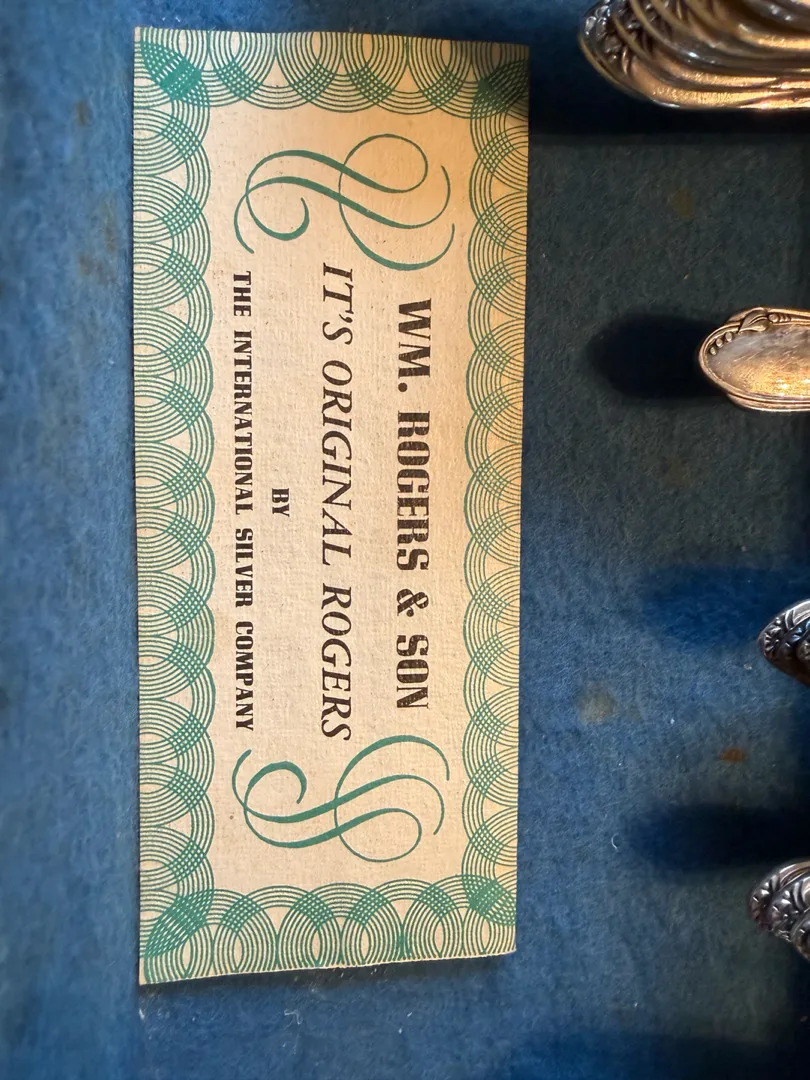 WM. ROGERS & SON
IT'S ORIGINAL ROGERS
BY
THE INTERNATIONAL SILVER COMPANY